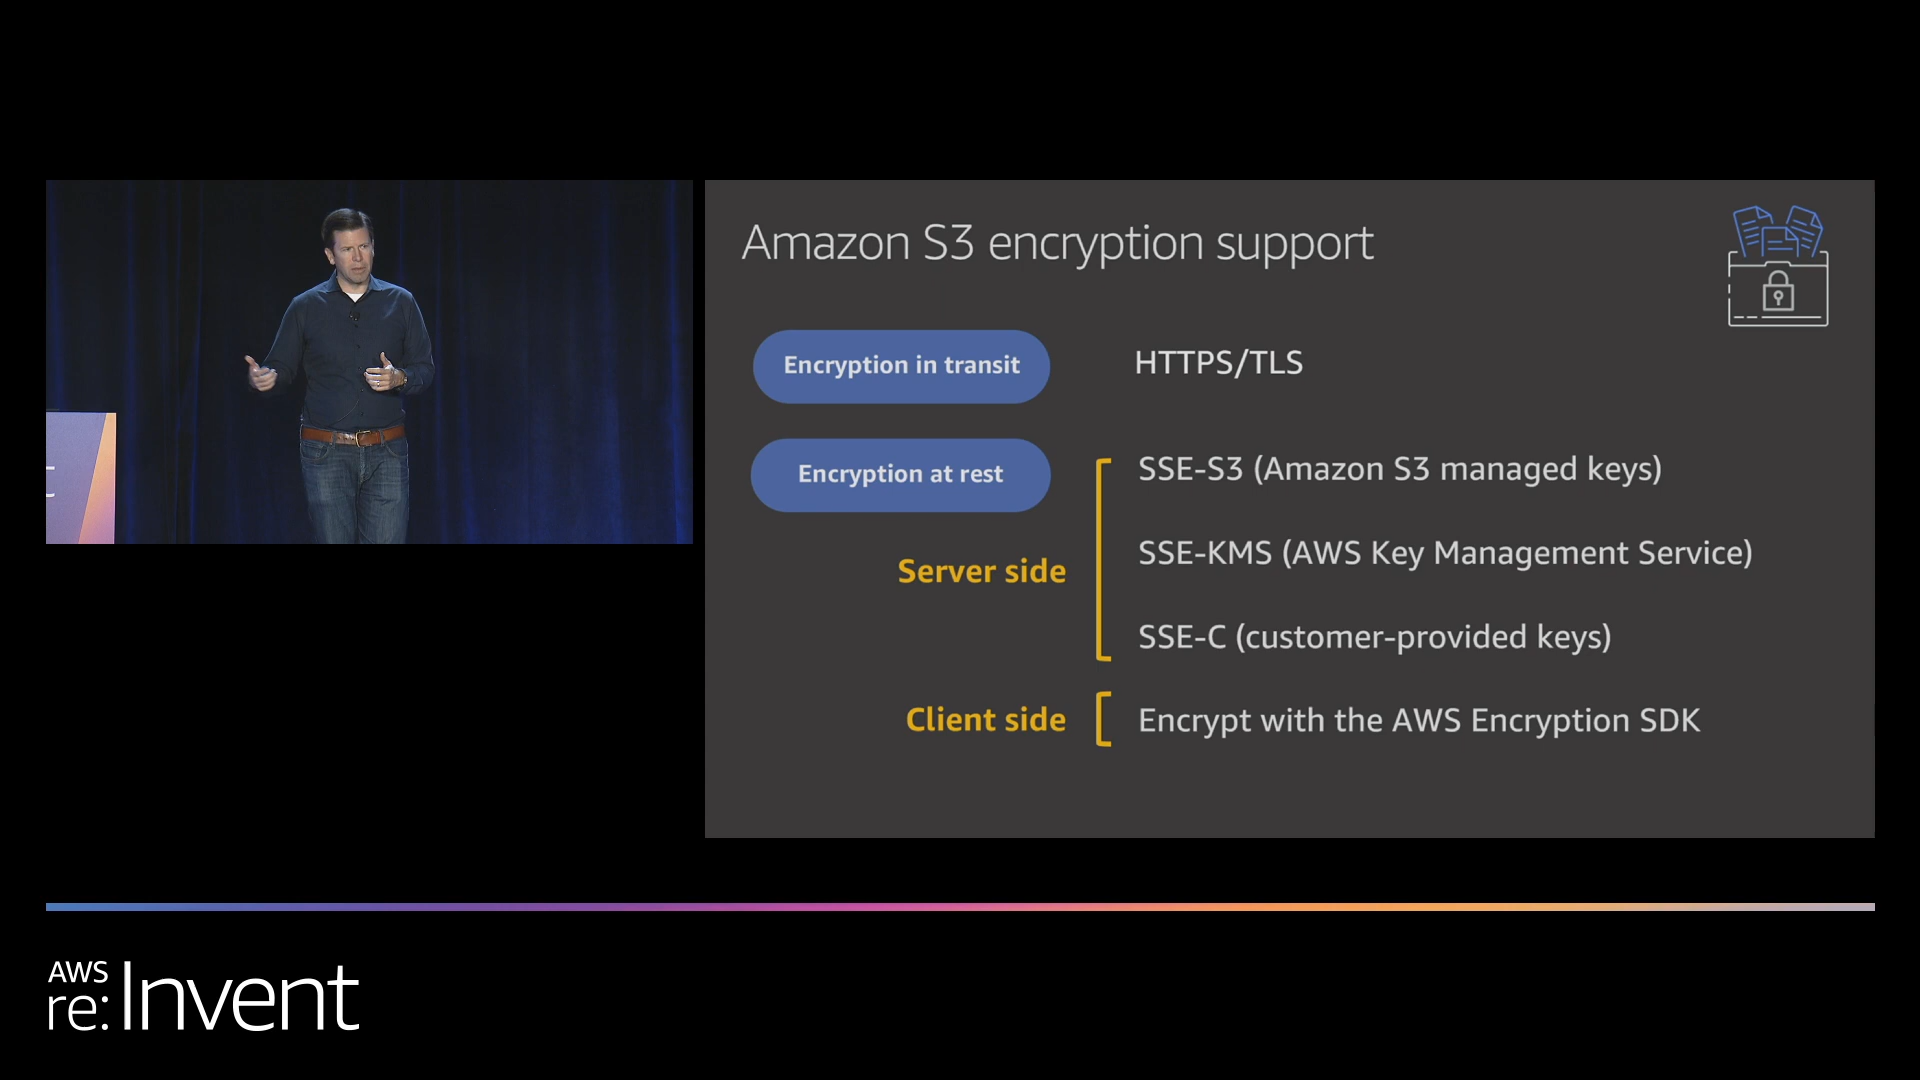 Amazon S3 encryption support
Encryption in transit
HTTPS/TLS
Encryption at rest
SSE-S3 (Amazon S3 managed keys)
Server side
SSE-KMS (AWS Key Management Service)
SSE-C (customer-provided keys)
Client side
Encrypt with the AWS Encryption SDK
AWS
re:Invent